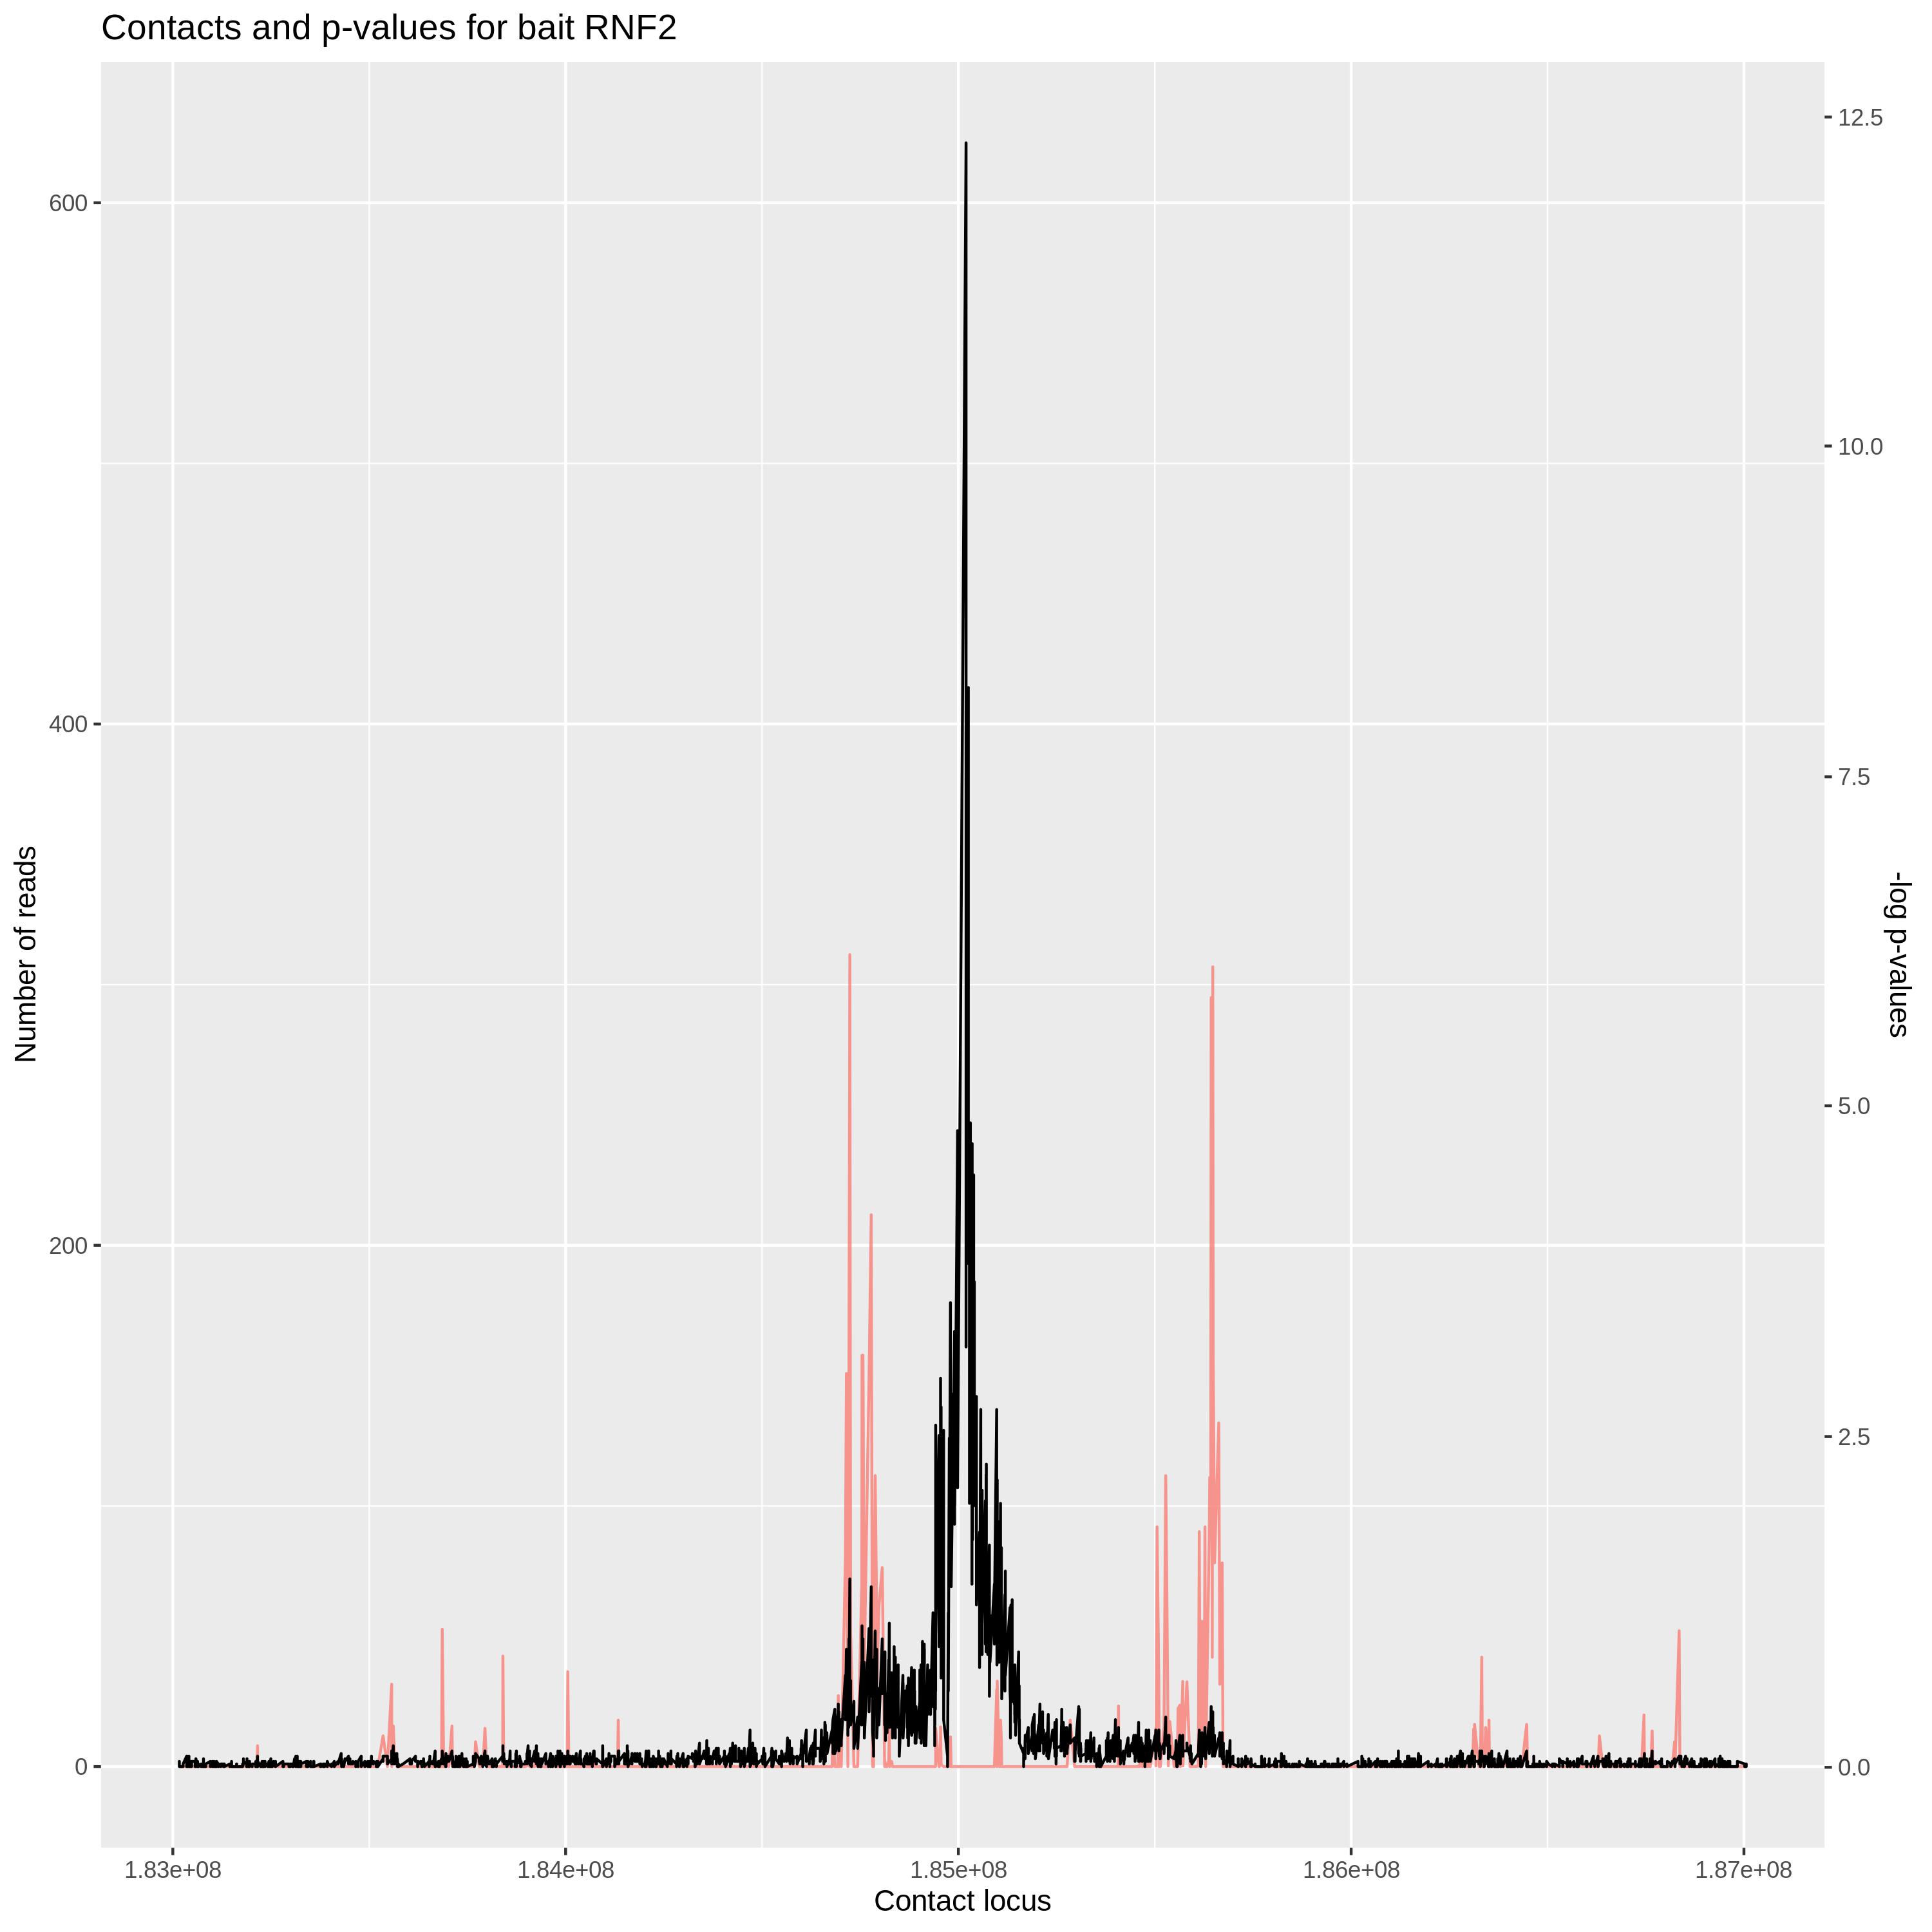 Contacts and p-values for bait RNF2
600
400
200
0
Number of reads
12.5
10.0
7.5
5.0
2.5
0.0
-log p-values
1.83e+08
1.84e+08
1.85e+08
1.86e+08
1.87e+08
Contact locus